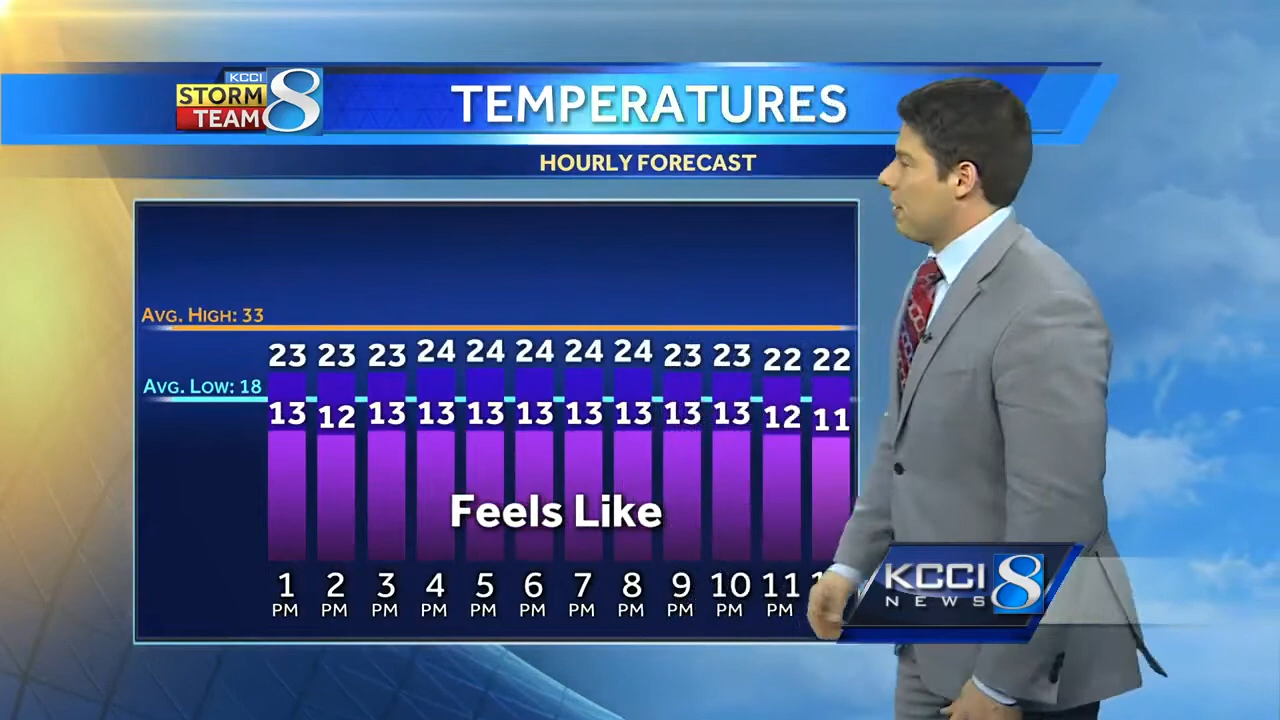 KCCI
STORM
TEAM 8
TEMPERATURES
HOURLY FORECAST
AVG. HIGH: 33
23 23 23 24 24 24 24 24 23 23 22 22
AVG. LOW: 18
13 12 13 13 13 13 13 13 13 13 12 11
Feels Like
1 2 3 4 5 6 7 8 9 10 11
PM PM PM PM PM PM PM PM PM PM PM
KCCI 8
NEWS